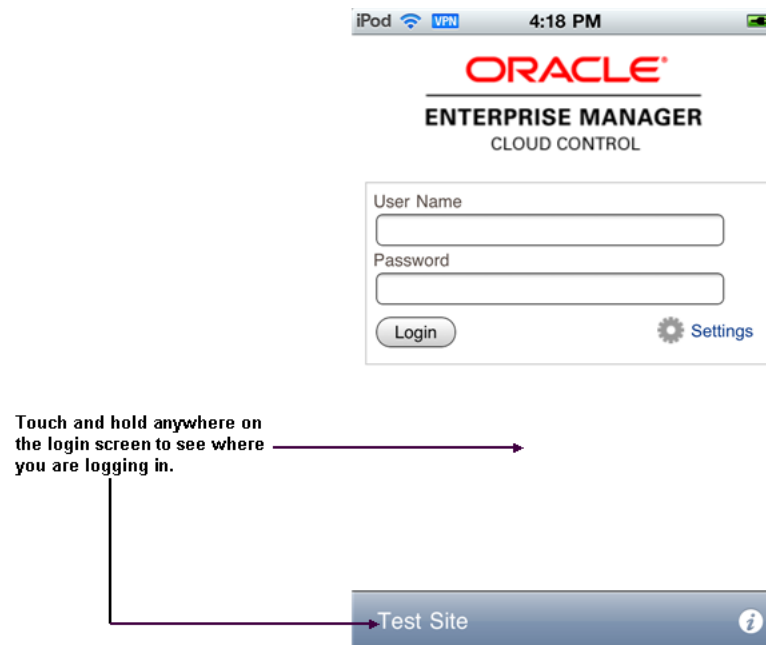 iPod VPN 4:18 PM
ORACLE®
ENTERPRISE MANAGER
CLOUD CONTROL
User Name
Password
Login Settings
Touch and hold anywhere on
the login screen to see where
you are logging in.
Test Site i